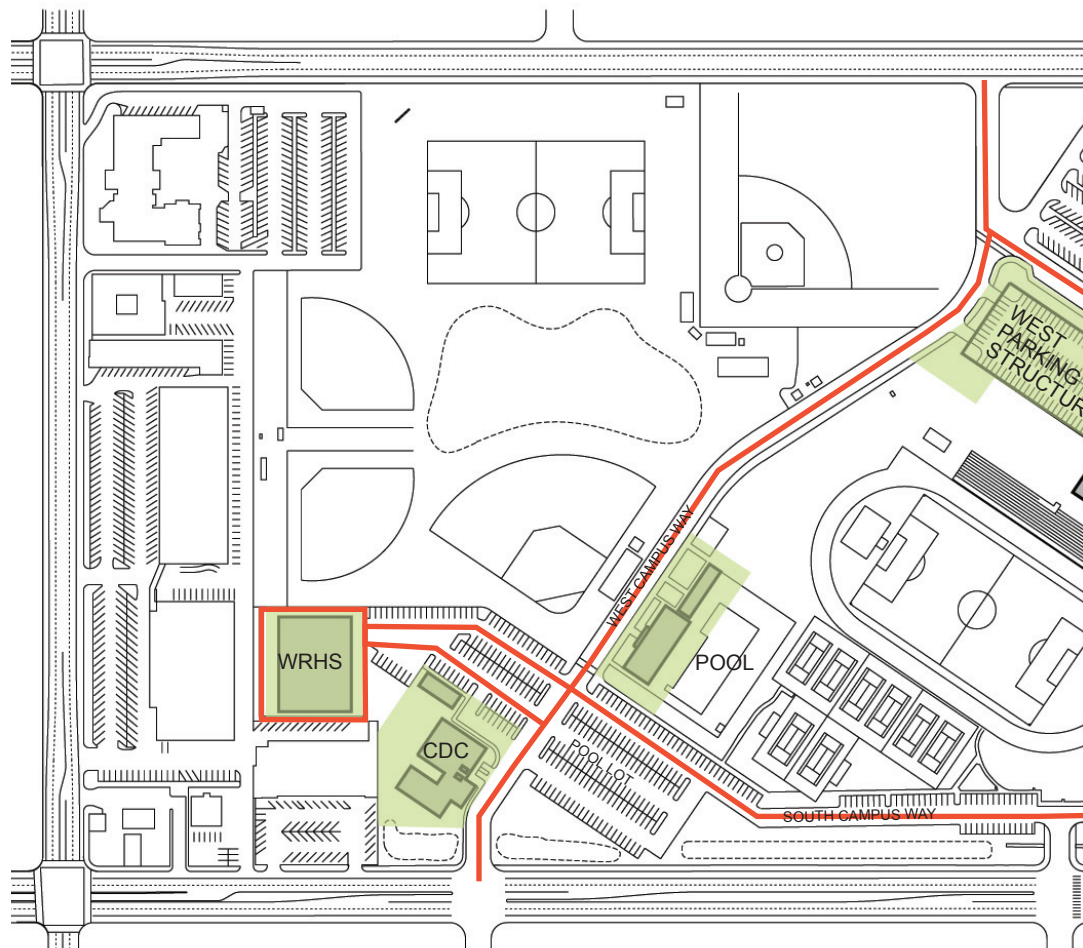 WEST
PARKING
STRUCTUR
WEST CAMPUS WAY
WRHS
POOL
CDC
POOL LOT
SOUTH CAMPUS WAY